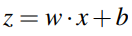 z = w · x + b